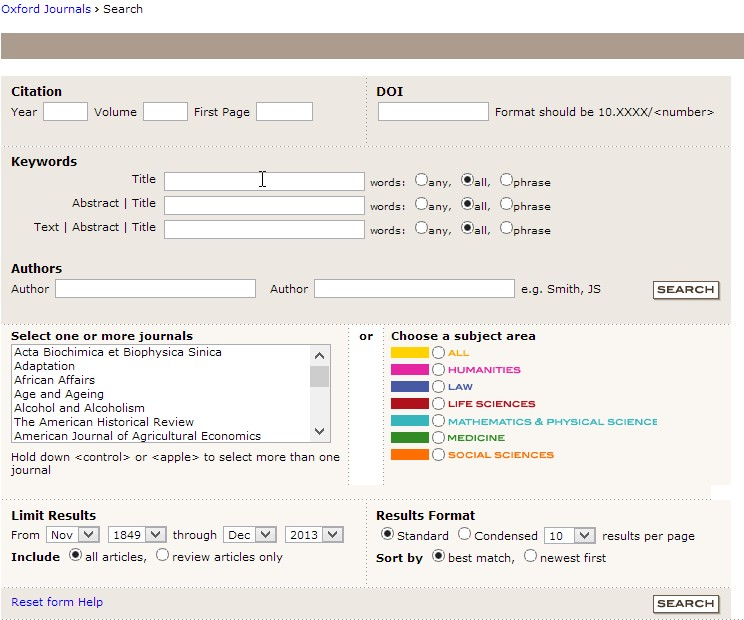 Oxford Journals › Search
Citation
Year Volume First Page
DOI
Format should be 10.XXXX/<number>
Keywords
Title words: any, all, phrase
Abstract | Title words: any, all, phrase
Text | Abstract | Title words: any, all, phrase
Authors
Author Author e.g. Smith, JS SEARCH
Select one or more journals
Acta Biochimica et Biophysica Sinica
Adaptation
African Affairs
Age and Ageing
Alcohol and Alcoholism
The American Historical Review
American Journal of Agricultural Economics
Hold down <control> or <apple> to select more than one
journal
or
Choose a subject area
ALL
HUMANITIES
LAW
LIFE SCIENCES
MATHEMATICS & PHYSICAL SCIENCE
MEDICINE
SOCIAL SCIENCES
Limit Results
From Nov 1849 through Dec 2013
Include all articles, review articles only
Results Format
Standard Condensed 10 results per page
Sort by best match, newest first
Reset form Help SEARCH